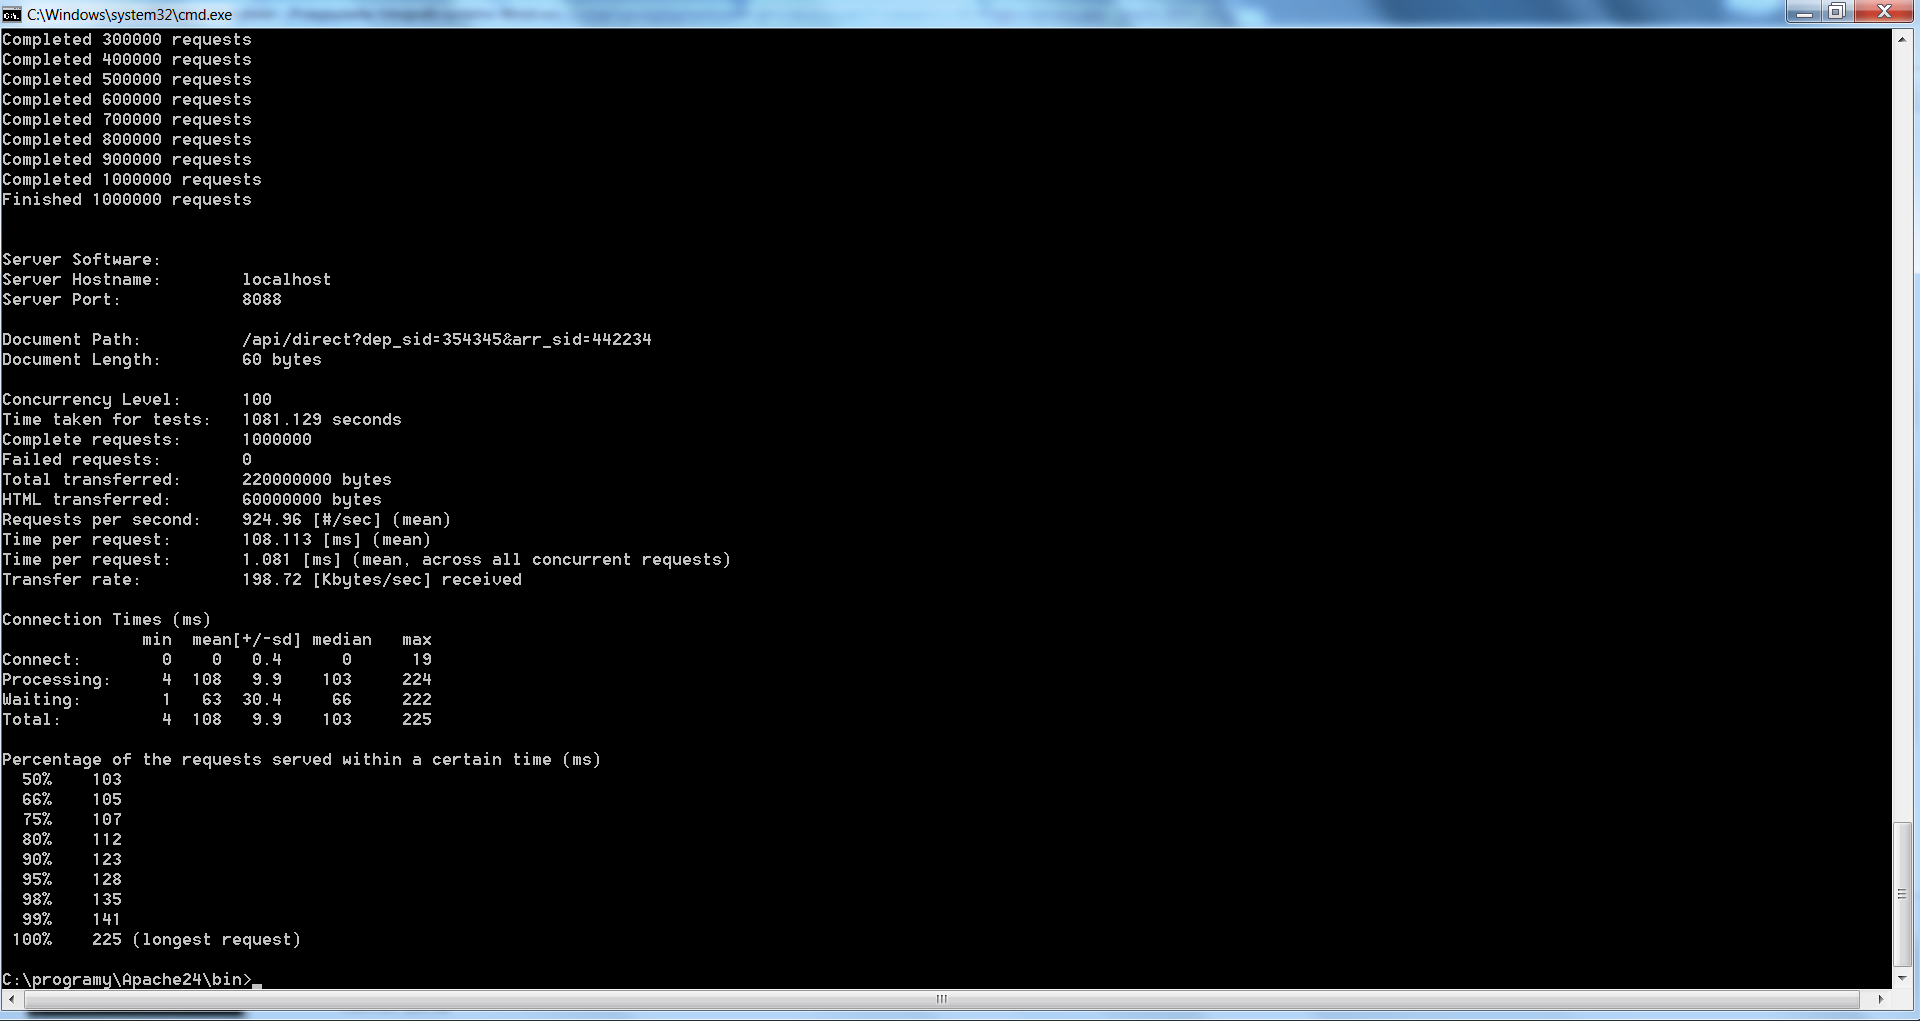 C:\Windows\system32\cmd.exe
Completed 300000 requests
Completed 400000 requests
Completed 500000 requests
Completed 600000 requests
Completed 700000 requests
Completed 800000 requests
Completed 900000 requests
Completed 1000000 requests
Finished 1000000 requests
Server Software:
Server Hostname: localhost
Server Port: 8088
Document Path: /api/direct?dep_sid=354345&arr_sid=442234
Document Length: 60 bytes
Concurrency Level: 100
Time taken for tests: 1081.129 seconds
Complete requests: 1000000
Failed requests: 0
Total transferred: 220000000 bytes
HTML transferred: 60000000 bytes
Requests per second: 924.96 [#/sec] (mean)
Time per request: 108.113 [ms] (mean)
Time per request: 1.081 [ms] (mean, across all concurrent requests)
Transfer rate: 198.72 [Kbytes/sec] received
Connection Times (ms)
min mean[+/-sd] median max
Connect: 0 0 0.4 0 19
Processing: 4 108 9.9 103 224
Waiting: 1 63 30.4 66 222
Total: 4 108 9.9 103 225
Percentage of the requests served within a certain time (ms)
50% 103
66% 105
75% 107
80% 112
90% 123
95% 128
98% 135
99% 141
100% 225 (longest request)
C:\programy\Apache24\bin>_